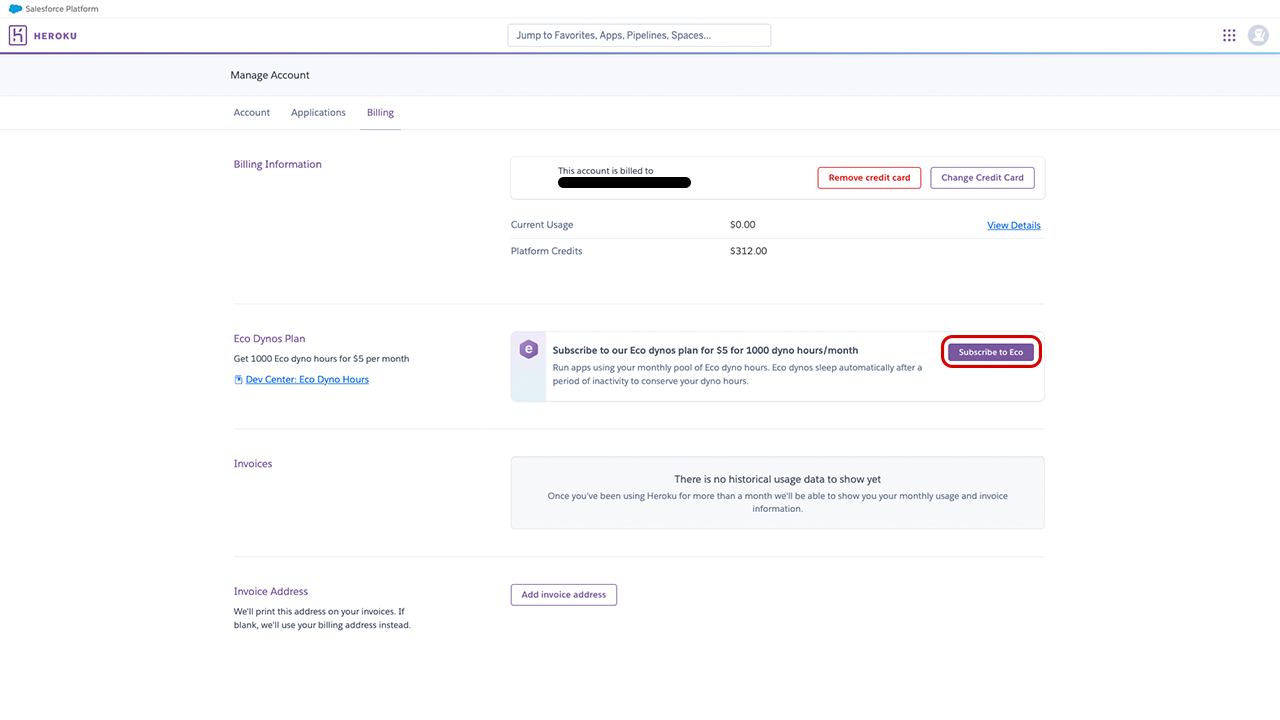 Salesforce Platform
HEROKU
Jump to Favorites, Apps, Pipelines, Spaces...
Manage Account
Account Applications Billing
Billing Information
This account is billed to
Remove credit card
Change Credit Card
Current Usage $0.00 View Details
Platform Credits $312.00
Eco Dynos Plan
Get 1000 Eco dyno hours for $5 per month
Dev Center: Eco Dyno Hours
e
Subscribe to our Eco dynos plan for $5 for 1000 dyno hours/month
Run apps using your monthly pool of Eco dyno hours. Eco dynos sleep automatically after a
period of inactivity to conserve your dyno hours.
Subscribe to Eco
Invoices
There is no historical usage data to show yet
Once you've been using Heroku for more than a month we'll be able to show you your monthly usage and invoice
information.
Invoice Address
We'll print this address on your invoices. If
blank, we'll use your billing address instead.
Add invoice address